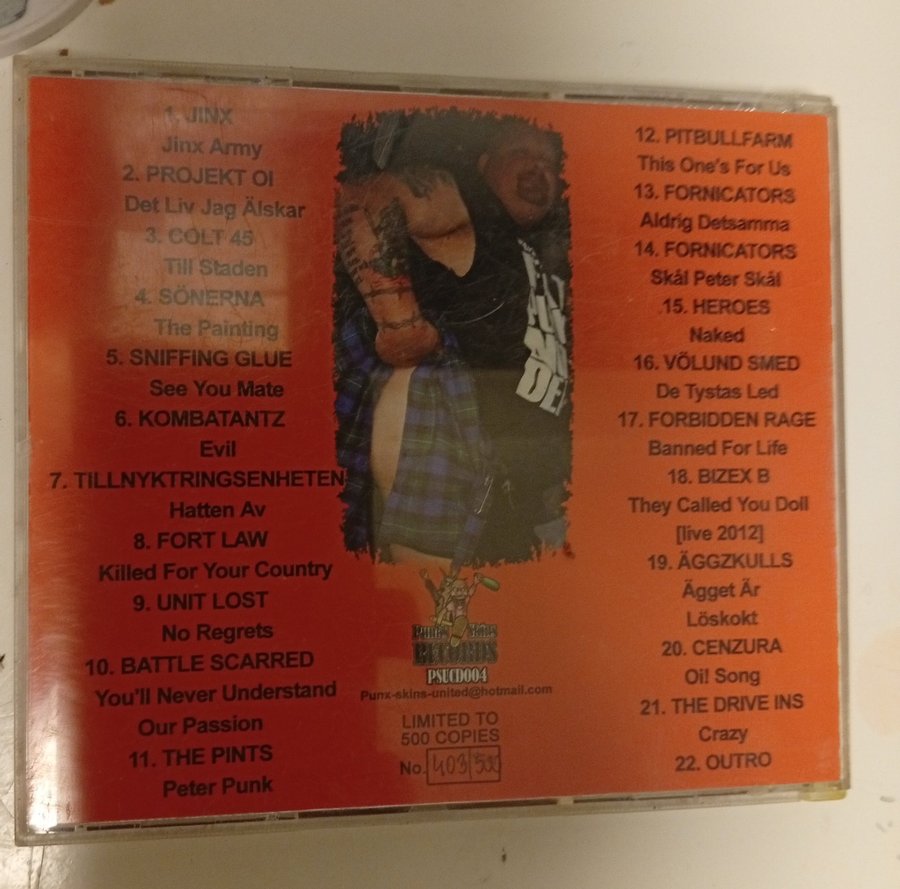 1. JINX
Jinx Army
2. PROJEKT OI
Det Liv Jag Älskar
3. COLT 45
Till Staden
4. SÖNERNA
The Painting
5. SNIFFING GLUE
See You Mate
6. KOMBATANTZ
Evil
7. TILLNYKTRINGSENHETEN
Hatten Av
8. FORT LAW
Killed For Your Country
9. UNIT LOST
No Regrets
10. BATTLE SCARRED
You'll Never Understand
Our Passion
11. THE PINTS
Peter Punk
RECORDS
PSUCD004
Punx-skins-united@hotmail.com
LIMITED TO
500 COPIES
No. 403/500
12. PITBULLFARM
This One's For Us
13. FORNICATORS
Aldrig Detsamma
14. FORNICATORS
Skål Peter Skål
15. HEROES
Naked
16. VÖLUND SMED
De Tystas Led
17. FORBIDDEN RAGE
Banned For Life
18. BIZEX B
They Called You Doll
[live 2012]
19. ÄGGZKULLS
Ägget Är
Löskokt
20. CENZURA
Oi! Song
21. THE DRIVE INS
Crazy
22. OUTRO